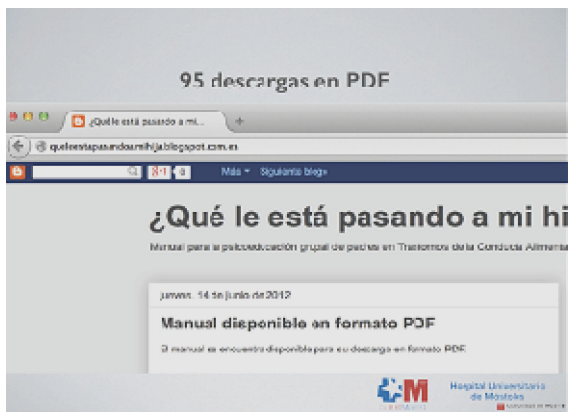 95 descargas en PDF
¿Qué le está pasando a mi...
queleestapasandoamihija.blogspot.com.es
Más
Siguiente blog»
¿Qué le está pasando a mi hi
Manual para la psicoeducación grupal de padres en Trastornos de la Conducta Alimenta
jueves, 14 de junio de 2012
Manual disponible en formato PDF
El manual se encuentra disponible para su descarga en formato PDF.
Hospital Universitario
de Móstoles